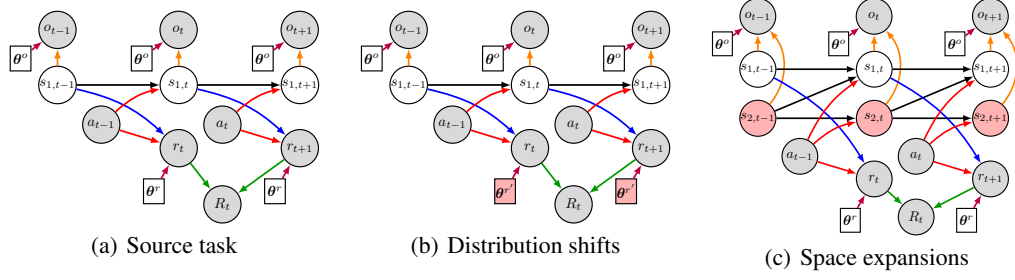 o_{t−1} o_t o_{t+1}
θ^o θ^o θ^o
s_{1,t−1} s_{1,t} s_{1,t+1}
a_{t−1} a_t
r_t r_{t+1}
θ^r θ^r
R_t
(a) Source task
o_{t−1} o_t o_{t+1}
θ^o θ^o θ^o
s_{1,t−1} s_{1,t} s_{1,t+1}
a_{t−1} a_t
r_t r_{t+1}
θ^{r′} θ^{r′}
R_t
(b) Distribution shifts
o_{t−1} o_t o_{t+1}
θ^o θ^o θ^o
s_{1,t−1} s_{1,t} s_{1,t+1}
s_{2,t−1} s_{2,t} s_{2,t+1}
a_{t−1} a_t
r_t r_{t+1}
θ^r θ^r
R_t
(c) Space expansions